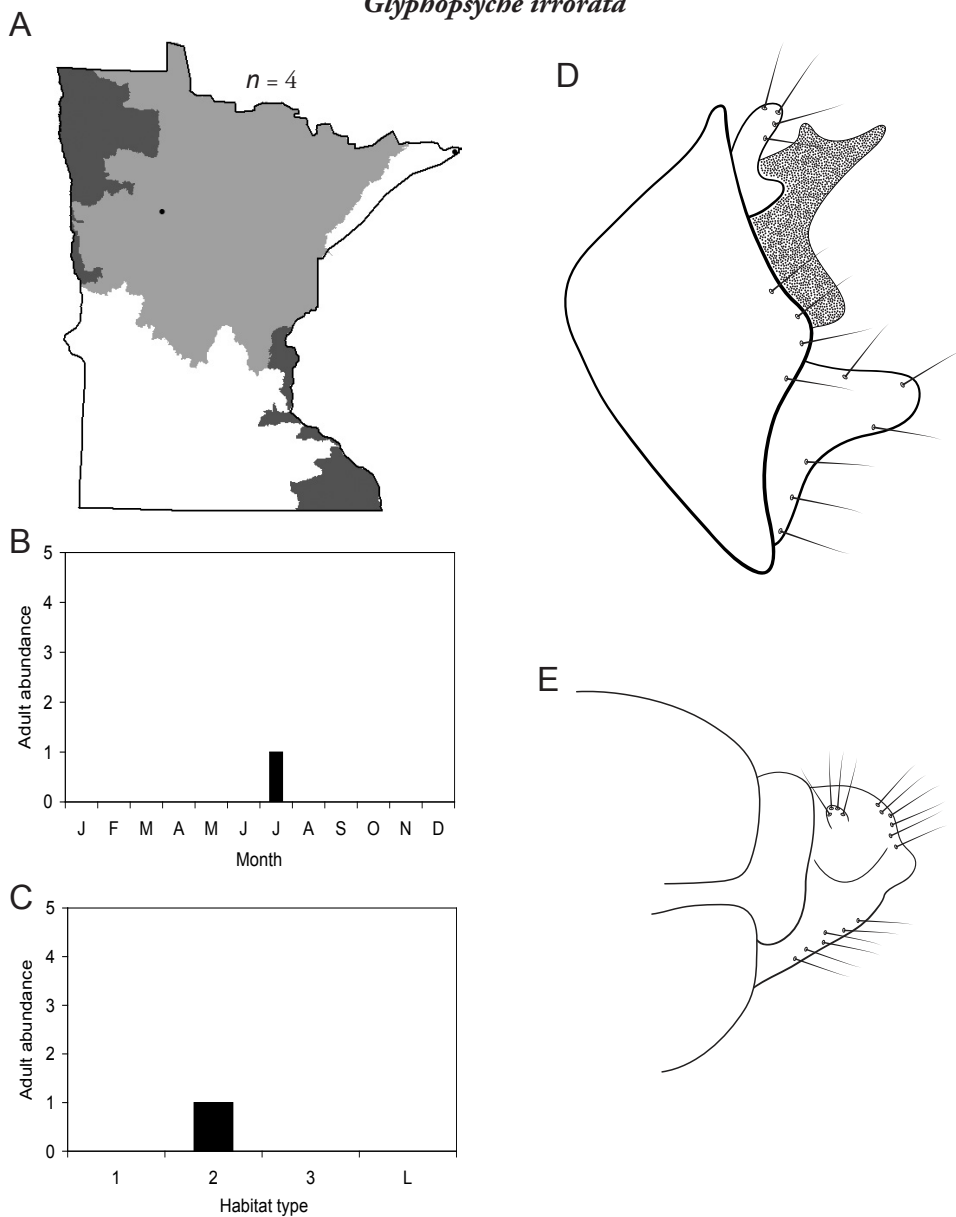 Glyphopsyche irrorata
A
n = 4
D
B
5
4
3
2
1
0
Adult abundance
J F M A M J J A S O N D
Month
C
5
4
3
2
1
0
Adult abundance
1 2 3 L
Habitat type
E